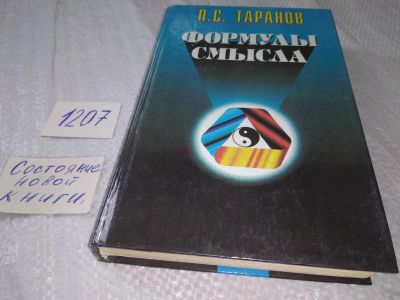 П.С. ТАРАНОВ
ФОРМУЛЫ
СМЫСЛА
1207
Состояние
новой
книги.